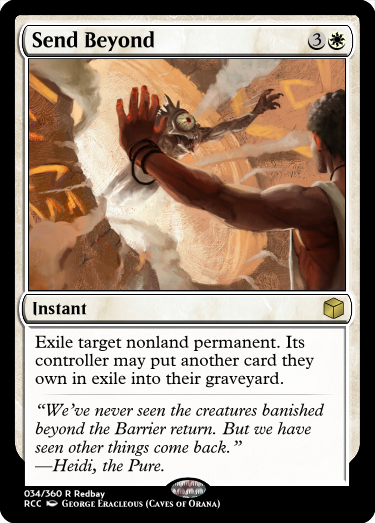 Send Beyond 3
Instant
Exile target nonland permanent. Its
controller may put another card they
own in exile into their graveyard.
“We’ve never seen the creatures banished
beyond the Barrier return. But we have
seen other things come back.”
—Heidi, the Pure.
034/360 R Redbay
RCC GEORGE ERACLEOUS (CAVES OF ORANA)